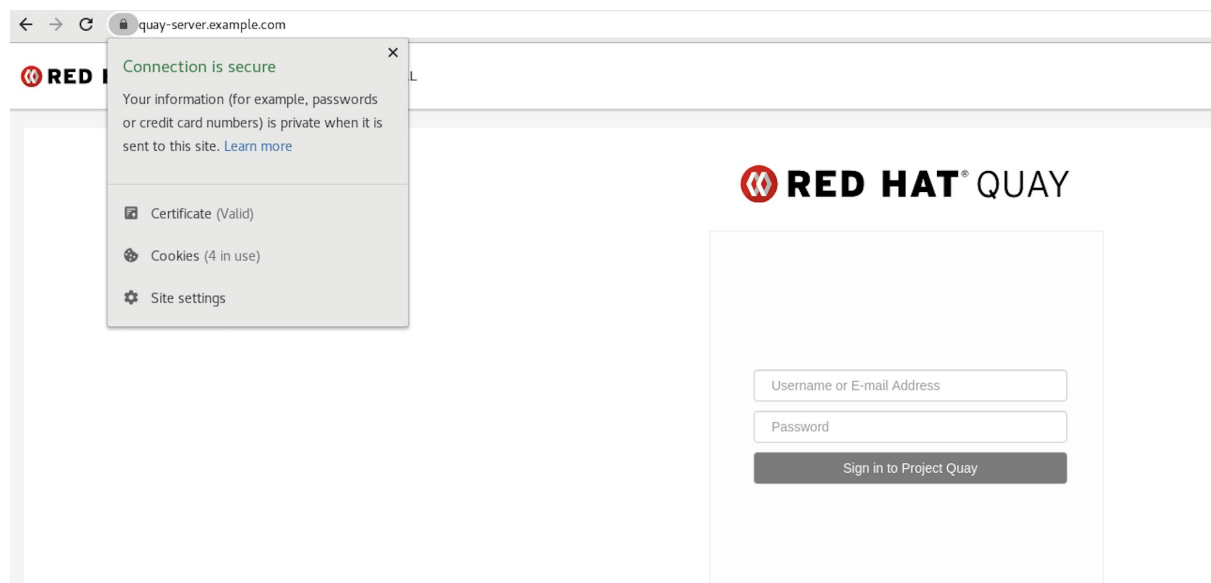 quay-server.example.com
Connection is secure
Your information (for example, passwords
or credit card numbers) is private when it is
sent to this site. Learn more
Certificate (Valid)
Cookies (4 in use)
Site settings
RED
RED HAT® QUAY
Username or E-mail Address
Password
Sign in to Project Quay